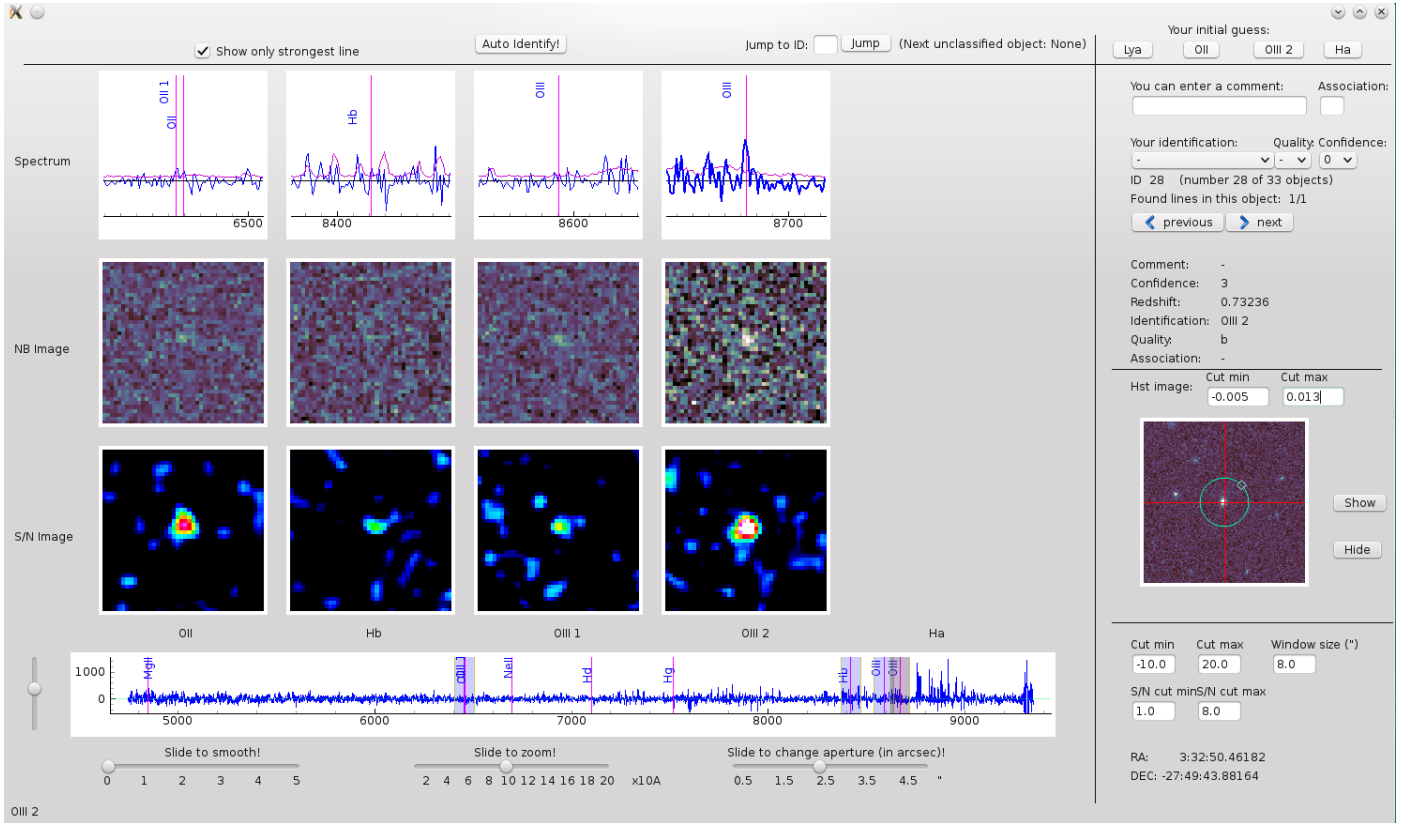 Show only strongest line
Auto Identify!
Jump to ID:
Jump
(Next unclassified object: None)
Your initial guess:
Lya
OII
OIII 2
Ha
You can enter a comment:
Association:
Your identification:
Quality:
Confidence:
-
-
0
ID 28 (number 28 of 33 objects)
Found lines in this object: 1/1
previous
next
Comment: -
Confidence: 3
Redshift: 0.73236
Identification: OIII 2
Quality: b
Association: -
Hst image:
Cut min
Cut max
-0.005
0.013
Show
Hide
Spectrum
OII 1
OII
6500
Hb
8400
OIII
8600
OIII
8700
NB Image
S/N Image
OII
Hb
OIII 1
OIII 2
Ha
1000
0
MgII
NeII
Hd
Hg
Hb
OIII
OIII
5000
6000
7000
8000
9000
Slide to smooth!
0 1 2 3 4 5
Slide to zoom!
2 4 6 8 10 12 14 16 18 20 x10A
Slide to change aperture (in arcsec)!
0.5 1.5 2.5 3.5 4.5 "
Cut min
Cut max
Window size (")
-10.0
20.0
8.0
S/N cut min
S/N cut max
1.0
8.0
RA: 3:32:50.46182
DEC: -27:49:43.88164
OIII 2